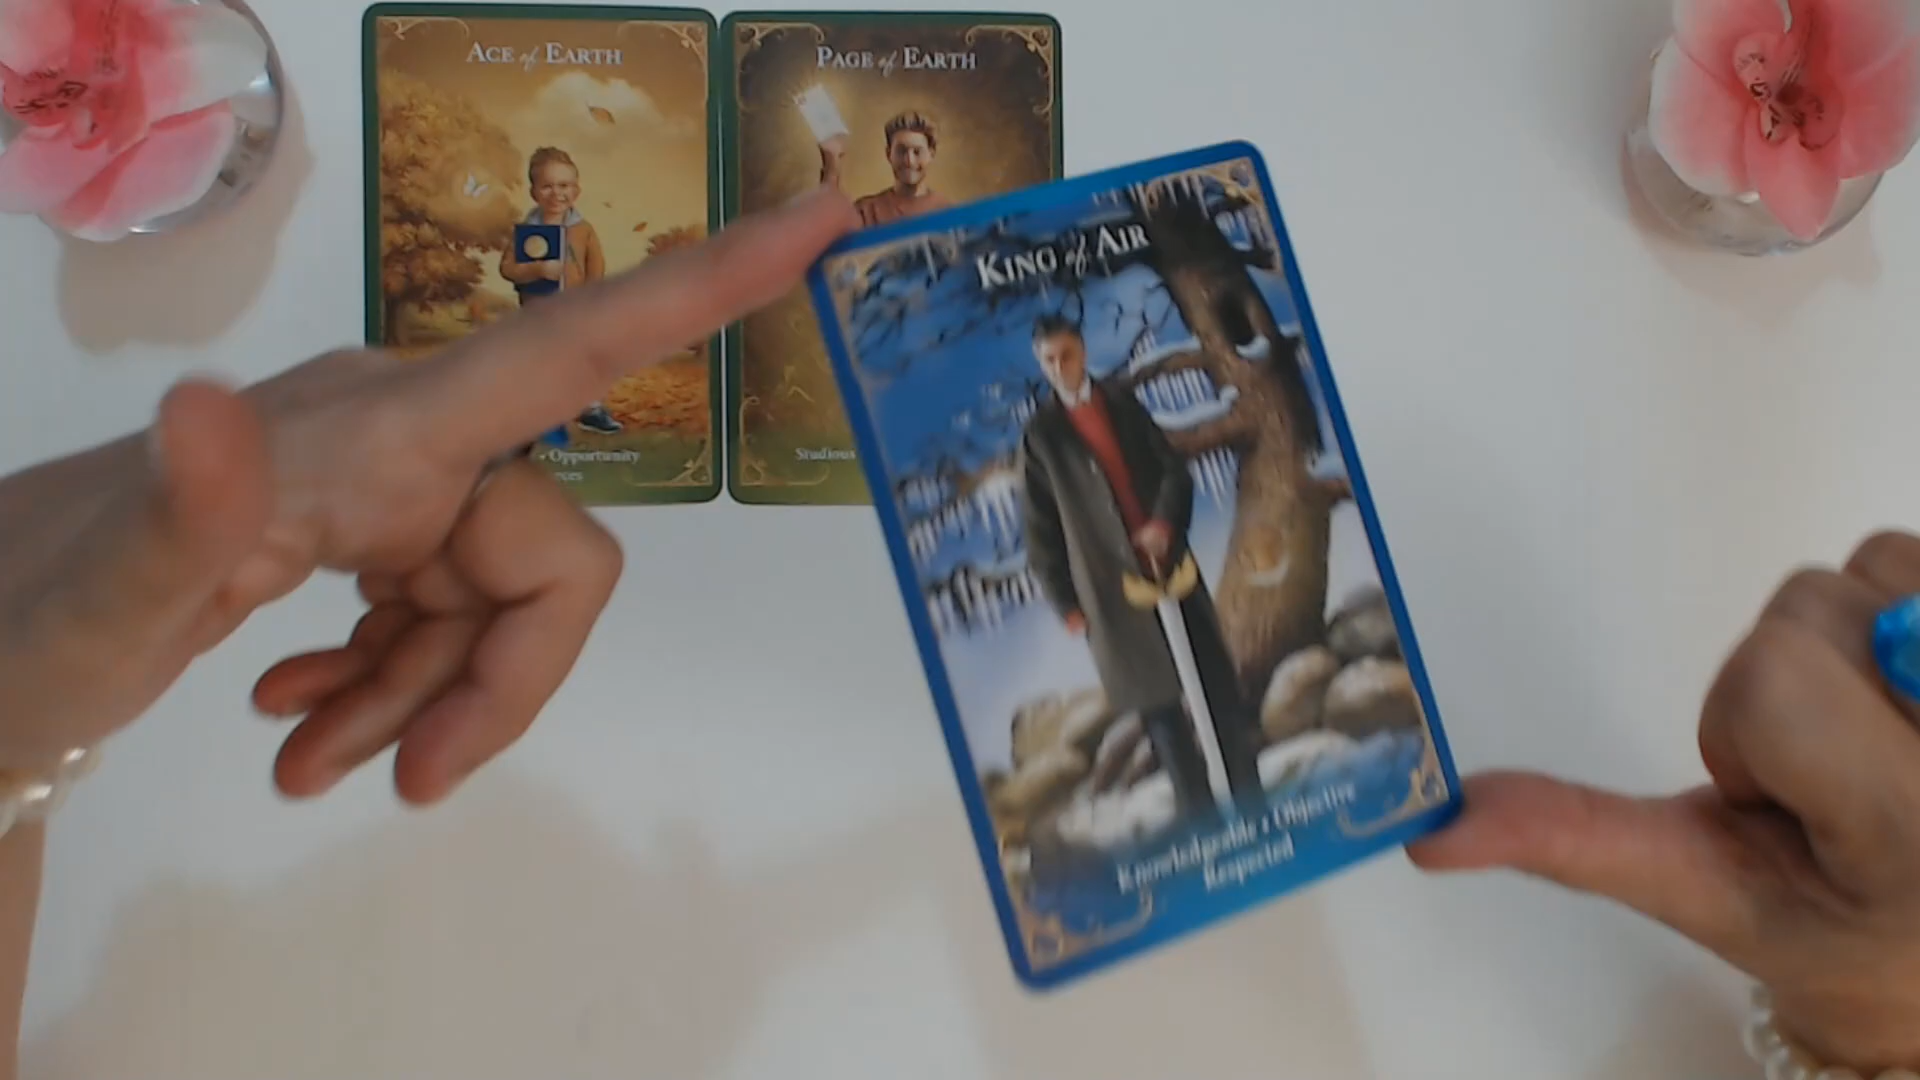 ACE of EARTH
PAGE of EARTH
KING of AIR
• Opportunity
Studious
Knowledgeable • Objective
Respected